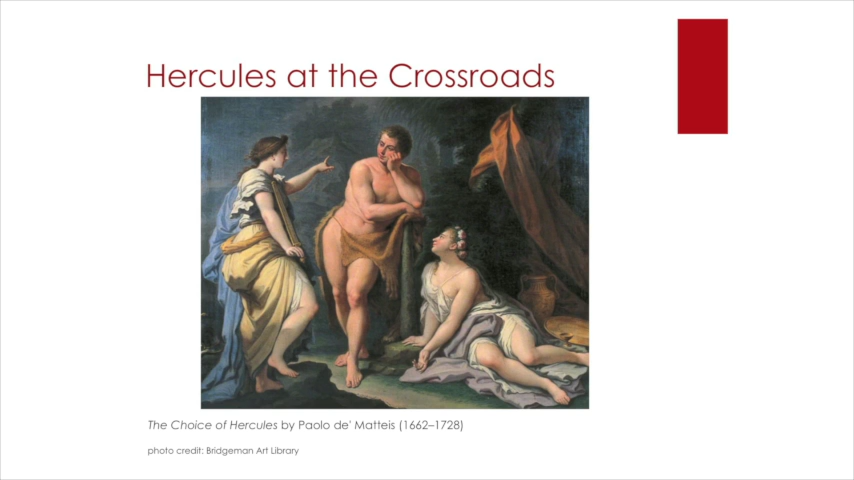 Hercules at the Crossroads
The Choice of Hercules by Paolo de' Matteis (1662–1728)
photo credit: Bridgeman Art Library